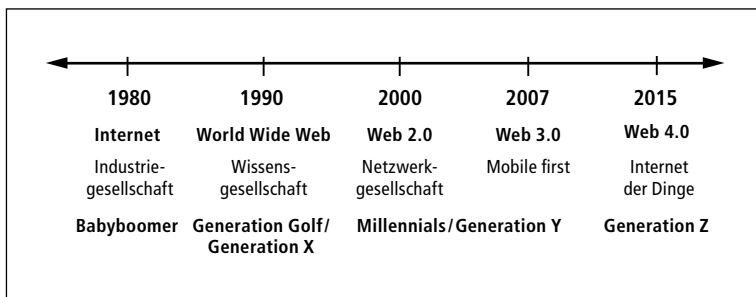 1980 1990 2000 2007 2015
Internet World Wide Web Web 2.0 Web 3.0 Web 4.0
Industrie- Wissens- Netzwerk- Mobile first Internet
gesellschaft gesellschaft gesellschaft der Dinge
Babyboomer Generation Golf/ Millennials/Generation Y Generation Z
Generation X